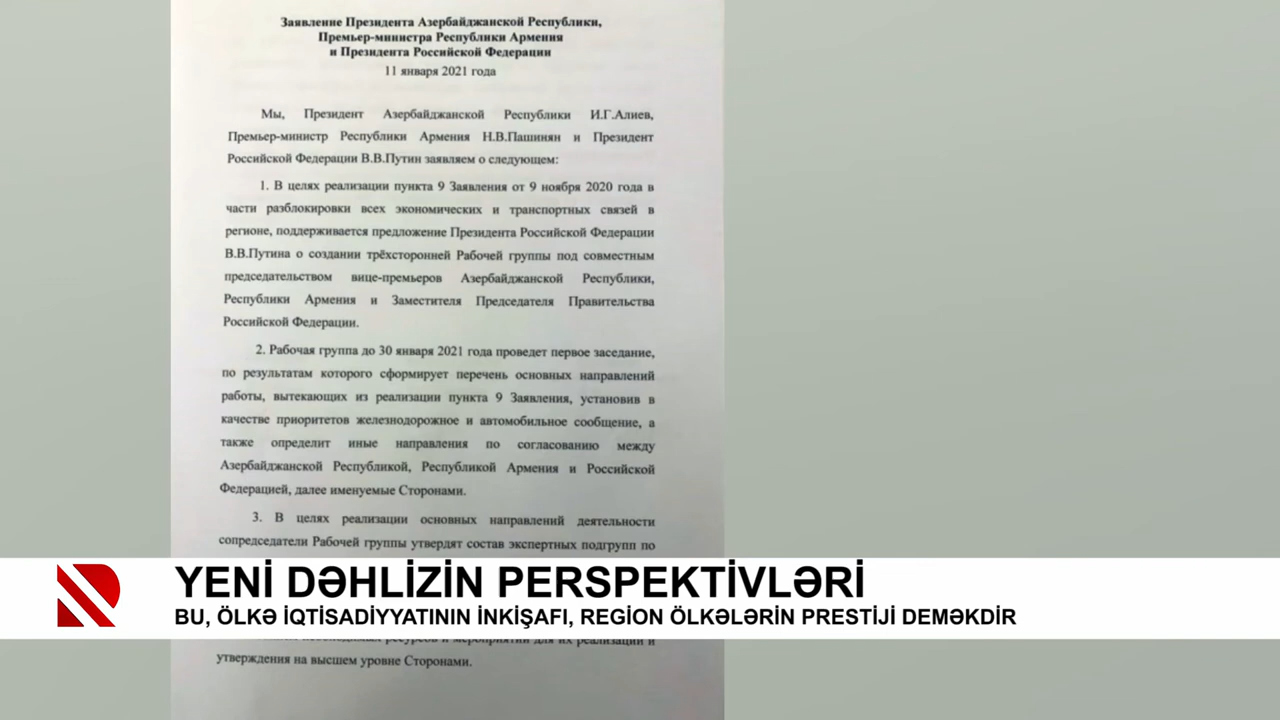 Заявление Президента Азербайджанской Республики,
Премьер-министра Республики Армения
и Президента Российской Федерации
11 января 2021 года
Мы, Президент Азербайджанской Республики И.Г.Алиев,
Премьер-министр Республики Армения Н.В.Пашинян и Президент
Российской Федерации В.В.Путин заявляем о следующем:
1. В целях реализации пункта 9 Заявления от 9 ноября 2020 года в
части разблокировки всех экономических и транспортных связей в
регионе, поддерживается предложение Президента Российской Федерации
В.В.Путина о создании трёхсторонней Рабочей группы под совместным
председательством вице-премьеров Азербайджанской Республики,
Республики Армения и Заместителя Председателя Правительства
Российской Федерации.
2. Рабочая группа до 30 января 2021 года проведет первое заседание,
по результатам которого сформирует перечень основных направлений
работы, вытекающих из реализации пункта 9 Заявления, установив в
качестве приоритетов железнодорожное и автомобильное сообщение, а
также определит иные направления по согласованию между
Азербайджанской Республикой, Республикой Армения и Российской
Федерацией, далее именуемые Сторонами.
3. В целях реализации основных направлений деятельности
сопредседатели Рабочей группы утвердят состав экспертных подгрупп по
YENİ DƏHLİZİN PERSPEKTİVLƏRİ
BU, ÖLKƏ İQTİSADİYYATININ İNKİŞAFI, REGION ÖLKƏLƏRİN PRESTİJİ DEMƏKDİR
ресурсы и мероприятия для их реализации и
утверждения на высшем уровне Сторонами.